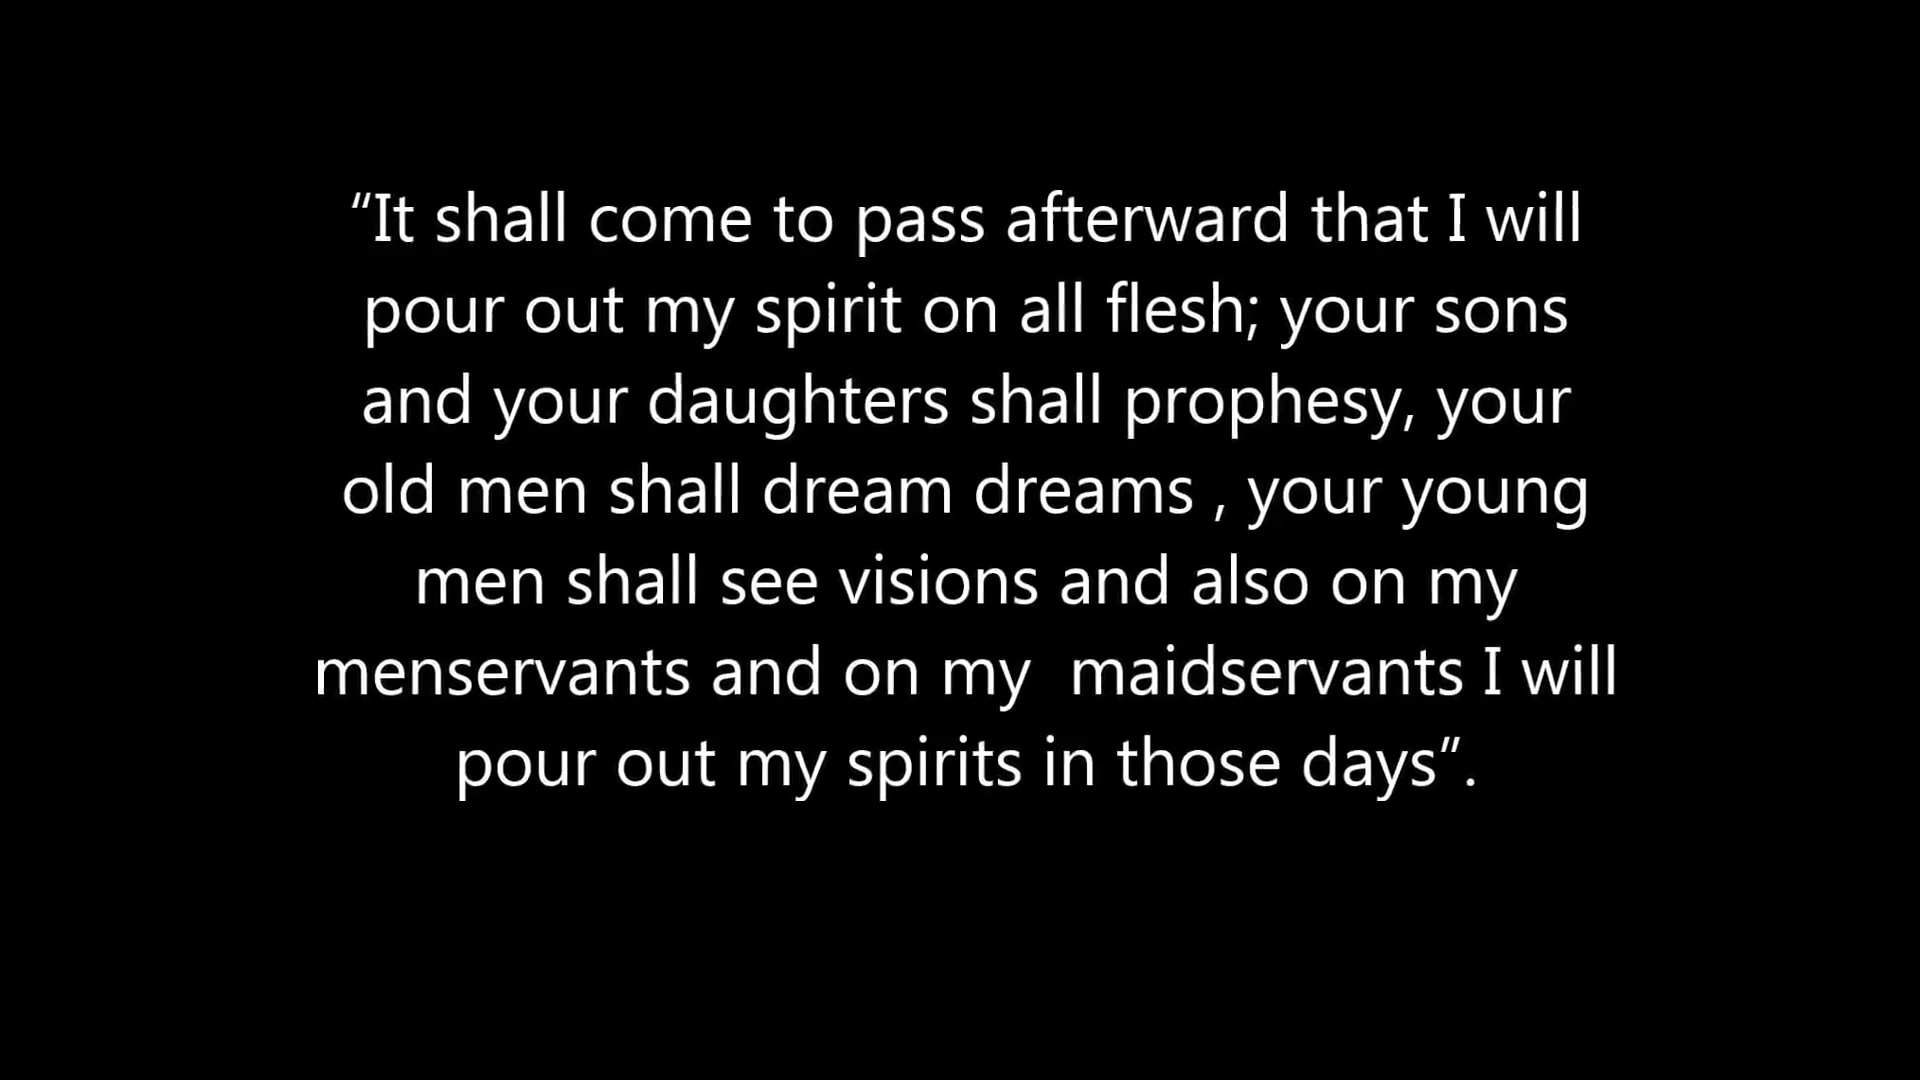 “It shall come to pass afterward that I will
pour out my spirit on all flesh; your sons
and your daughters shall prophesy, your
old men shall dream dreams , your young
men shall see visions and also on my
menservants and on my  maidservants I will
pour out my spirits in those days”.